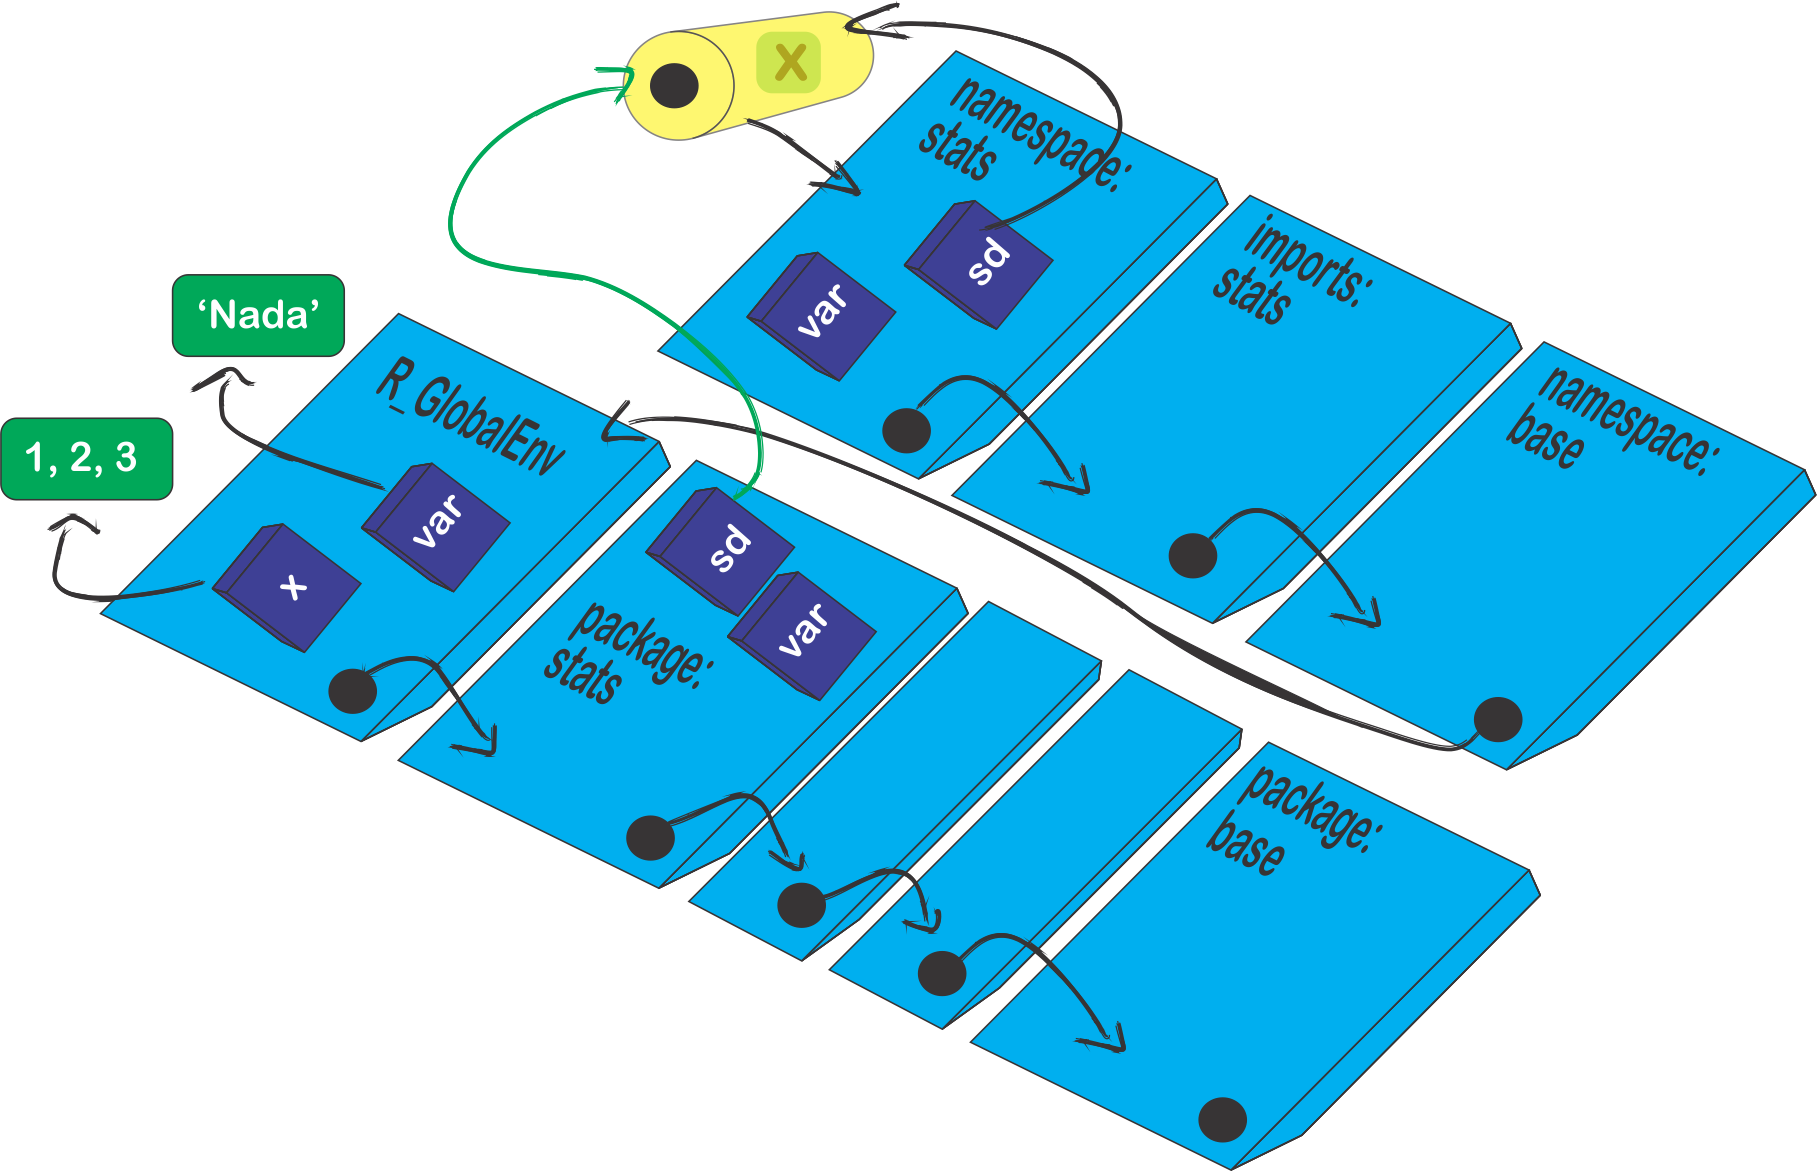 X
namespace:
stats
sd
var
imports:
stats
namespace:
base
‘Nada’
1, 2, 3
R_GlobalEnv
var
x
sd
var
package:
stats
package:
base